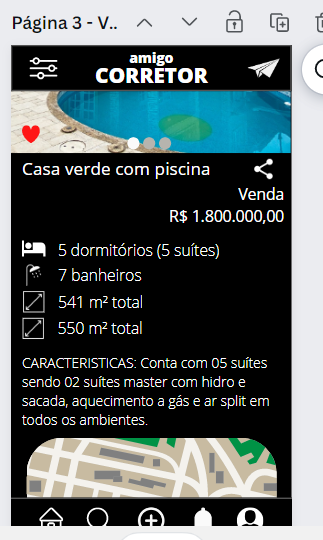 Página 3 - V...
amigo
CORRETOR
Casa verde com piscina
Venda
R$ 1.800.000,00
5 dormitórios (5 suítes)
7 banheiros
541 m² total
550 m² total
CARACTERISTICAS: Conta com 05 suítes
sendo 02 suítes master com hidro e
sacada, aquecimento a gás e ar split em
todos os ambientes.